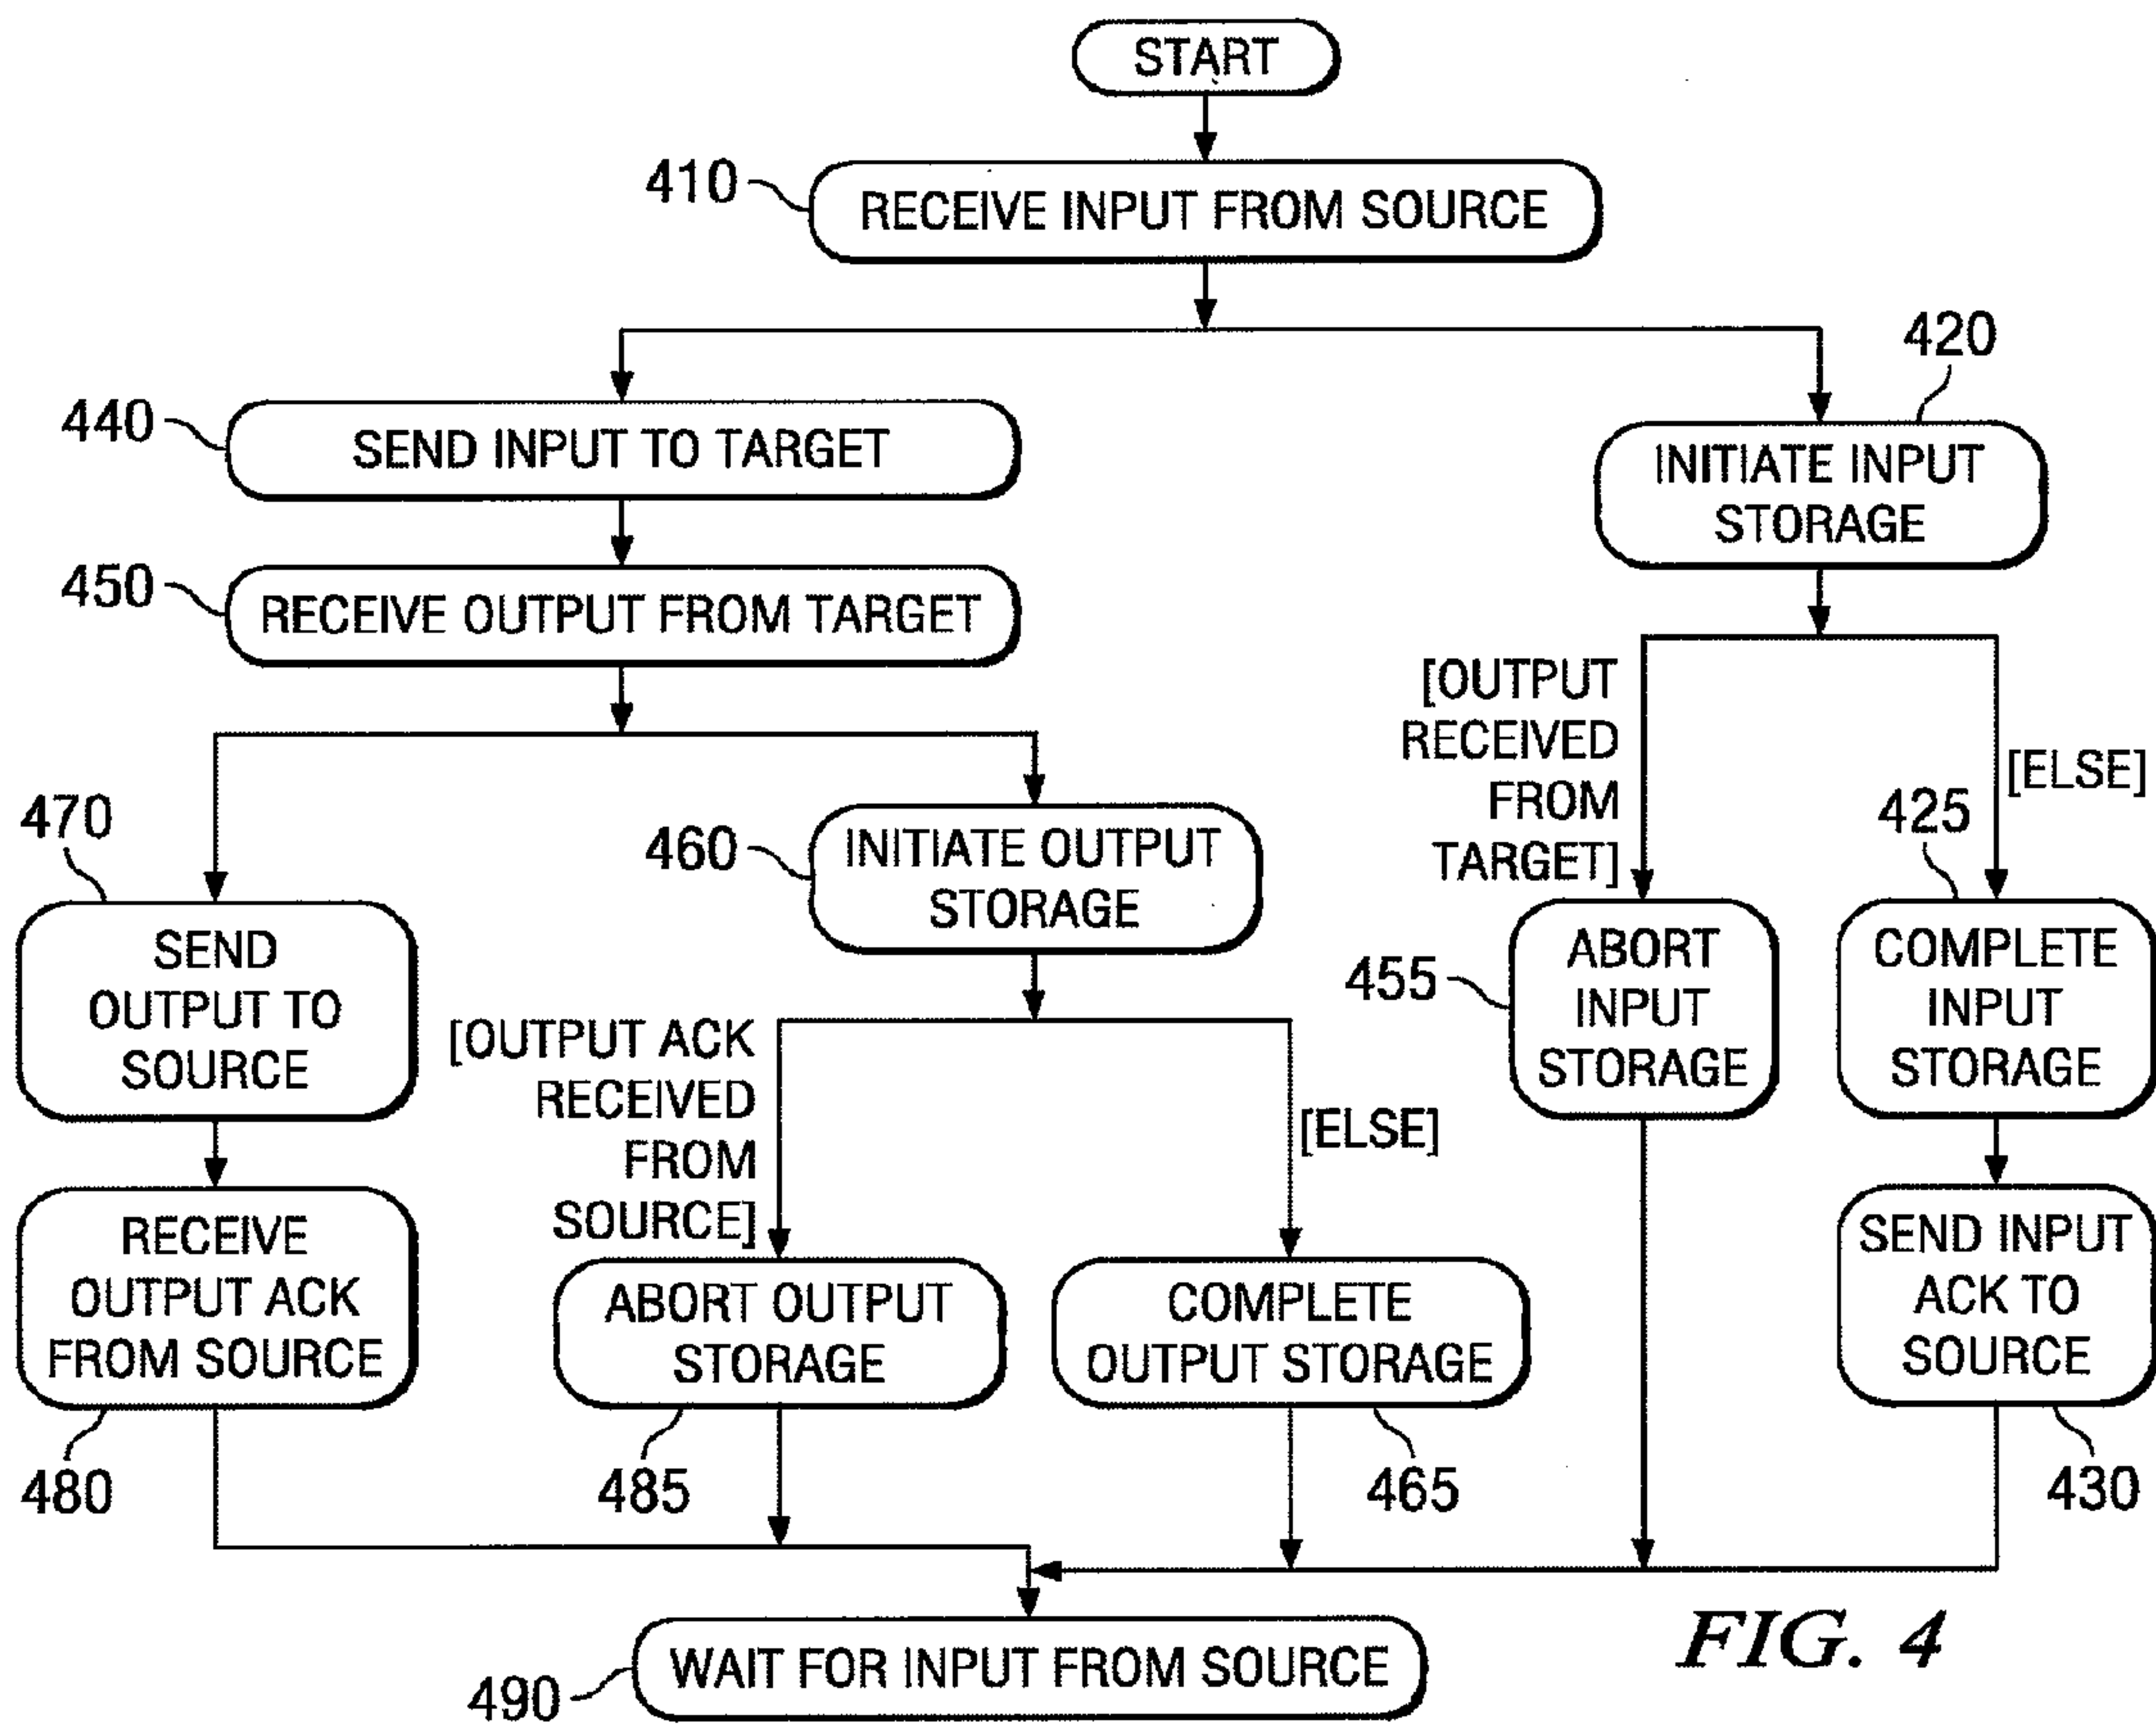 START
410
RECEIVE INPUT FROM SOURCE
420
440
SEND INPUT TO TARGET
INITIATE INPUT
STORAGE
450
RECEIVE OUTPUT FROM TARGET
[OUTPUT
RECEIVED
FROM
TARGET]
[ELSE]
470
460
INITIATE OUTPUT
STORAGE
425
SEND
OUTPUT TO
SOURCE
455
ABORT
INPUT
STORAGE
COMPLETE
INPUT
STORAGE
[OUTPUT ACK
RECEIVED
FROM
SOURCE]
[ELSE]
RECEIVE
OUTPUT ACK
FROM SOURCE
ABORT OUTPUT
STORAGE
COMPLETE
OUTPUT STORAGE
SEND INPUT
ACK TO
SOURCE
480
485
465
430
WAIT FOR INPUT FROM SOURCE
490
FIG. 4